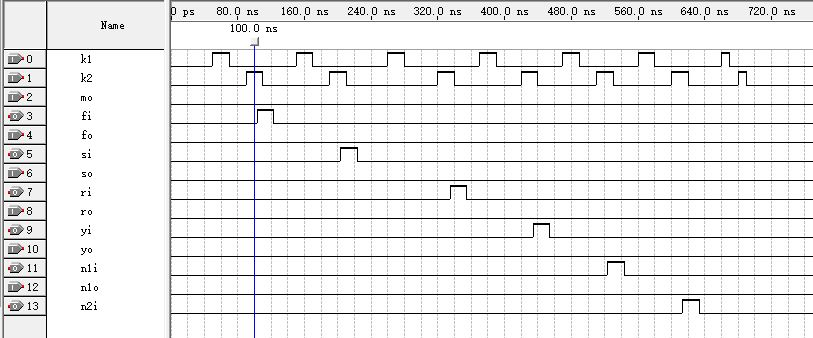 0 ps 80.0 ns 160.0 ns 240.0 ns 320.0 ns 400.0 ns 480.0 ns 560.0 ns 640.0 ns 720.0 ns
Name
100.0 ns
0 k1
1 k2
2 mo
3 fi
4 fo
5 si
6 so
7 ri
8 ro
9 yi
10 yo
11 n1i
12 n1o
13 n2i